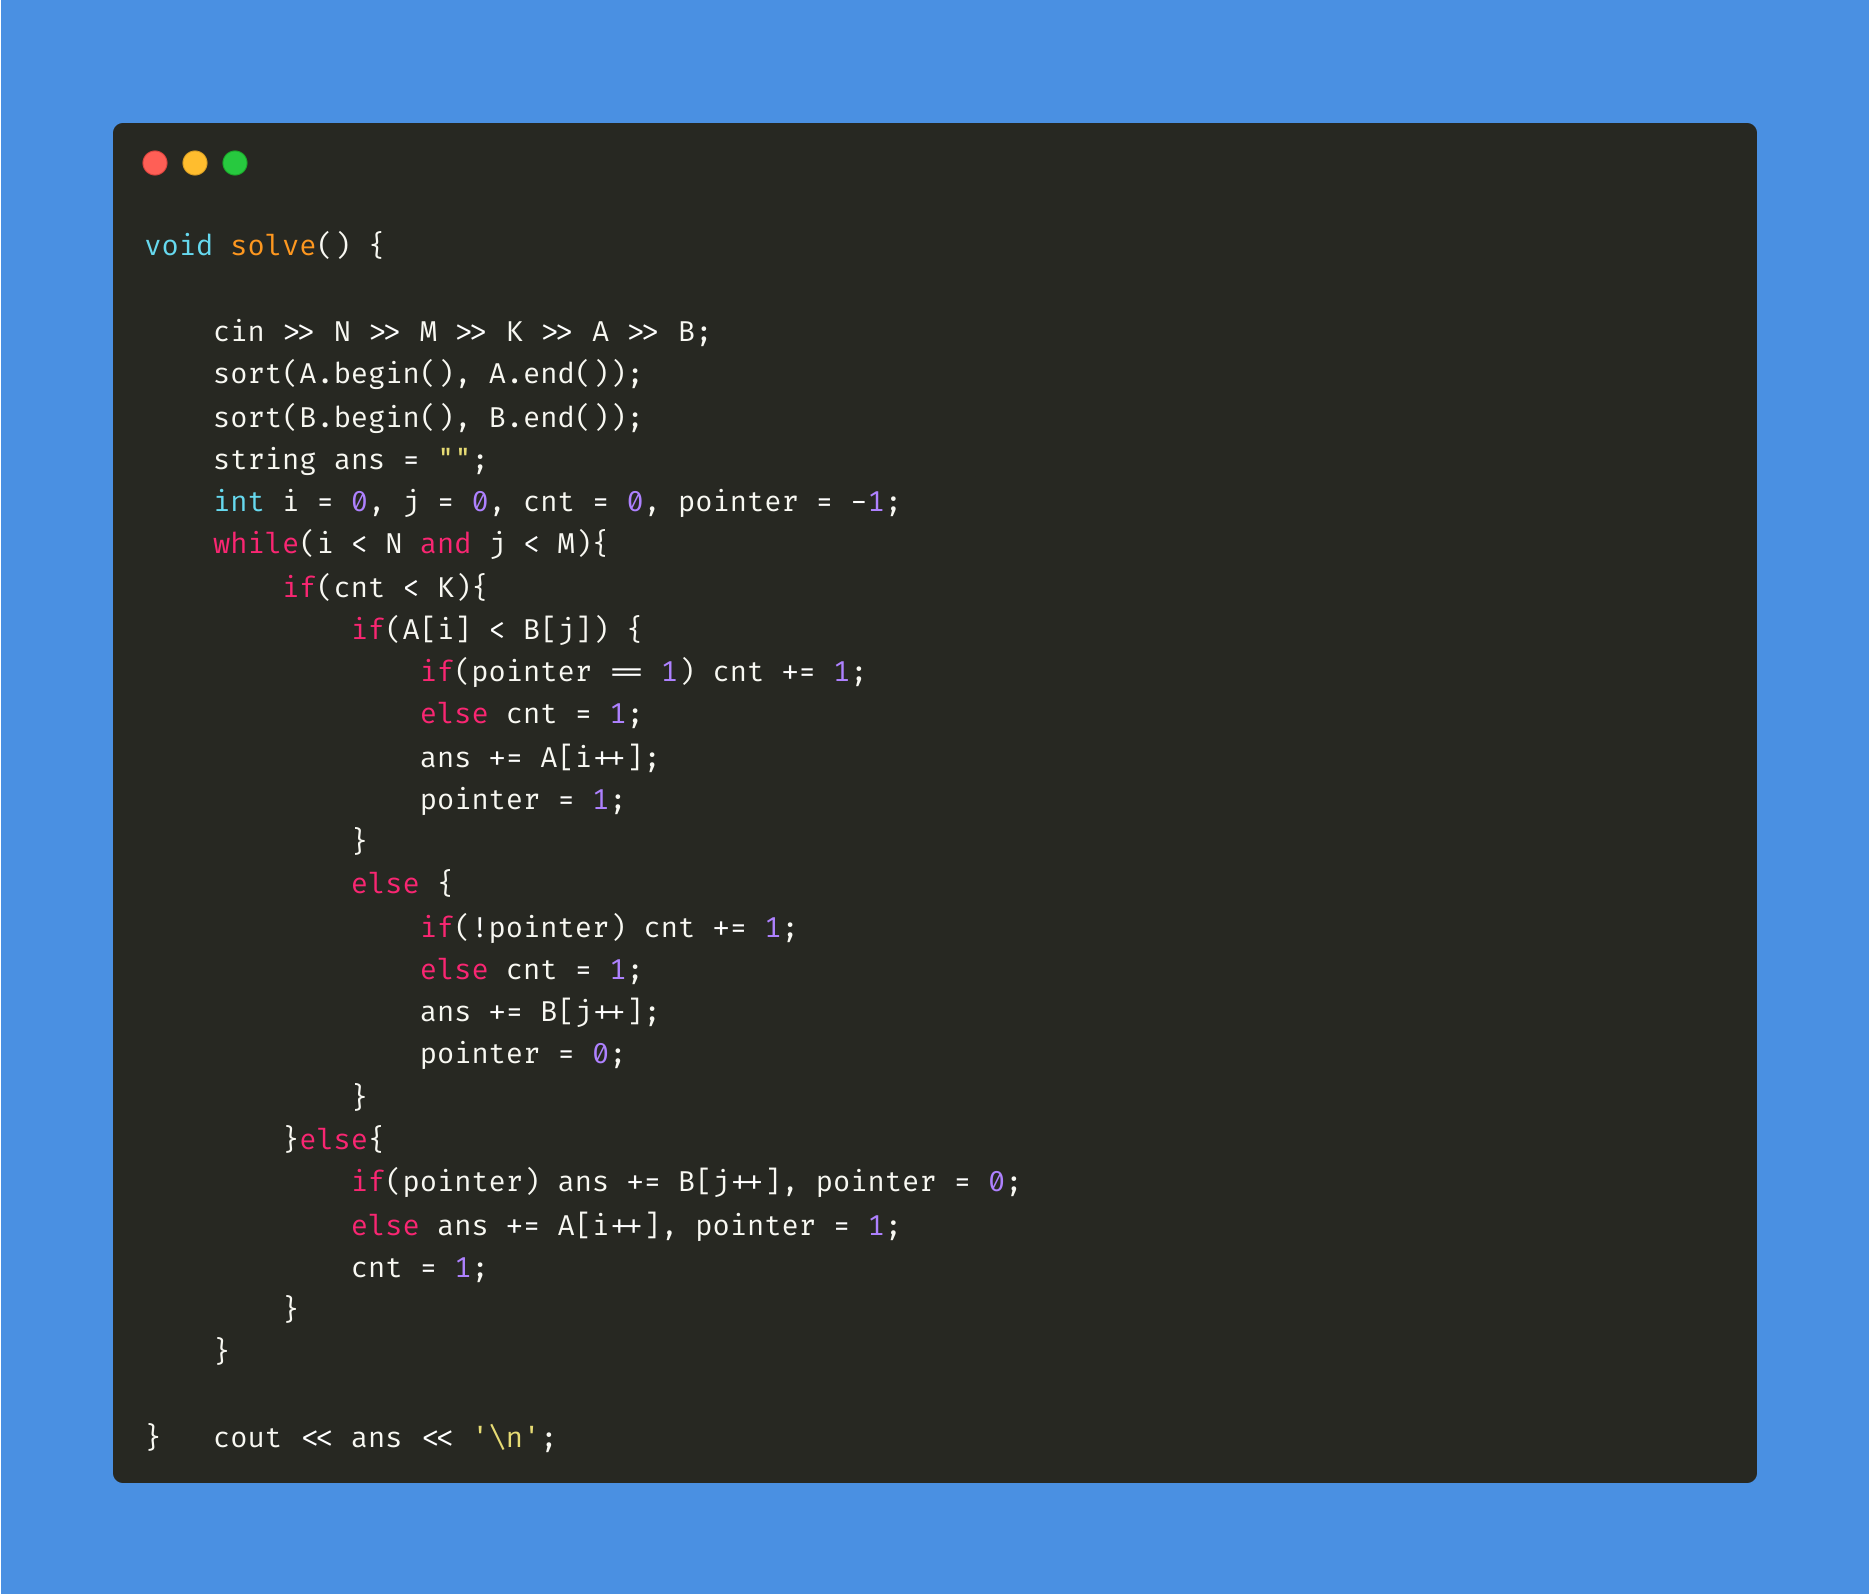 void solve() {
    cin >> N >> M >> K >> A >> B;
    sort(A.begin(), A.end());
    sort(B.begin(), B.end());
    string ans = "";
    int i = 0, j = 0, cnt = 0, pointer = -1;
    while(i < N and j < M){
        if(cnt < K){
            if(A[i] < B[j]) {
                if(pointer == 1) cnt += 1;
                else cnt = 1;
                ans += A[i++];
                pointer = 1;
            }
            else {
                if(!pointer) cnt += 1;
                else cnt = 1;
                ans += B[j++];
                pointer = 0;
            }
        }else{
            if(pointer) ans += B[j++], pointer = 0;
            else ans += A[i++], pointer = 1;
            cnt = 1;
        }
    }
}   cout << ans << '\n';